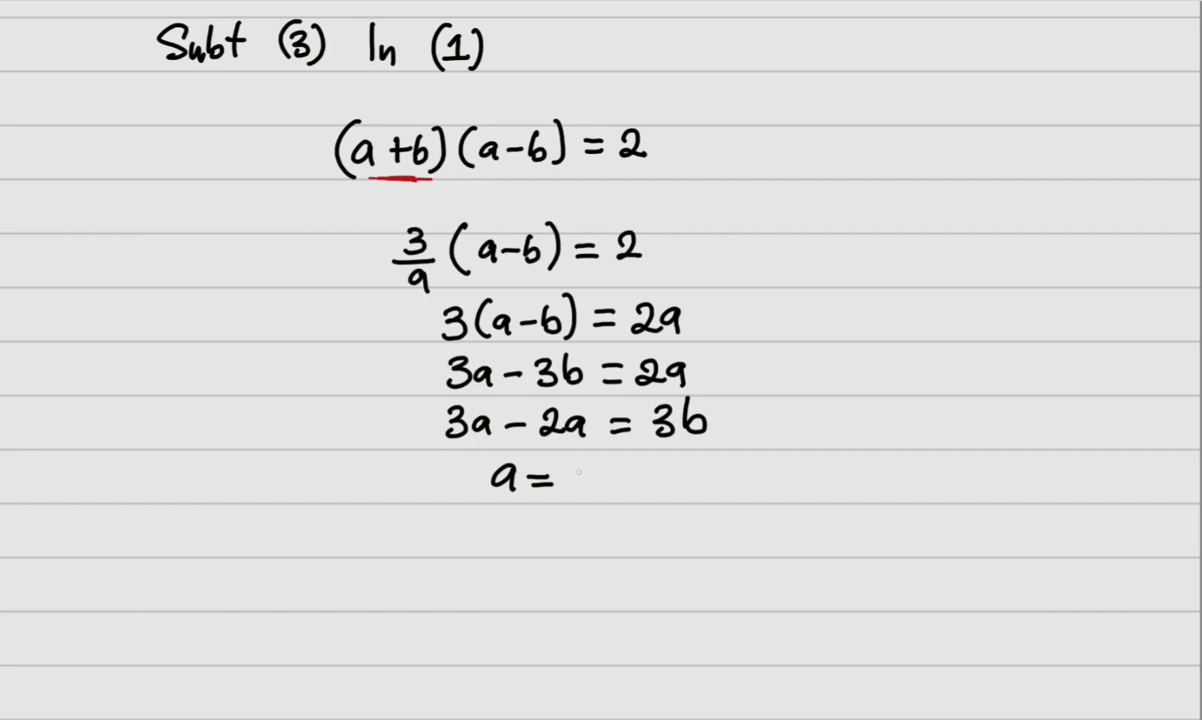 Subt (3) In (1)
(a+b)(a-b) = 2
3/a (a-b) = 2
3(a-b) = 2a
3a - 3b = 2a
3a - 2a = 3b
a =